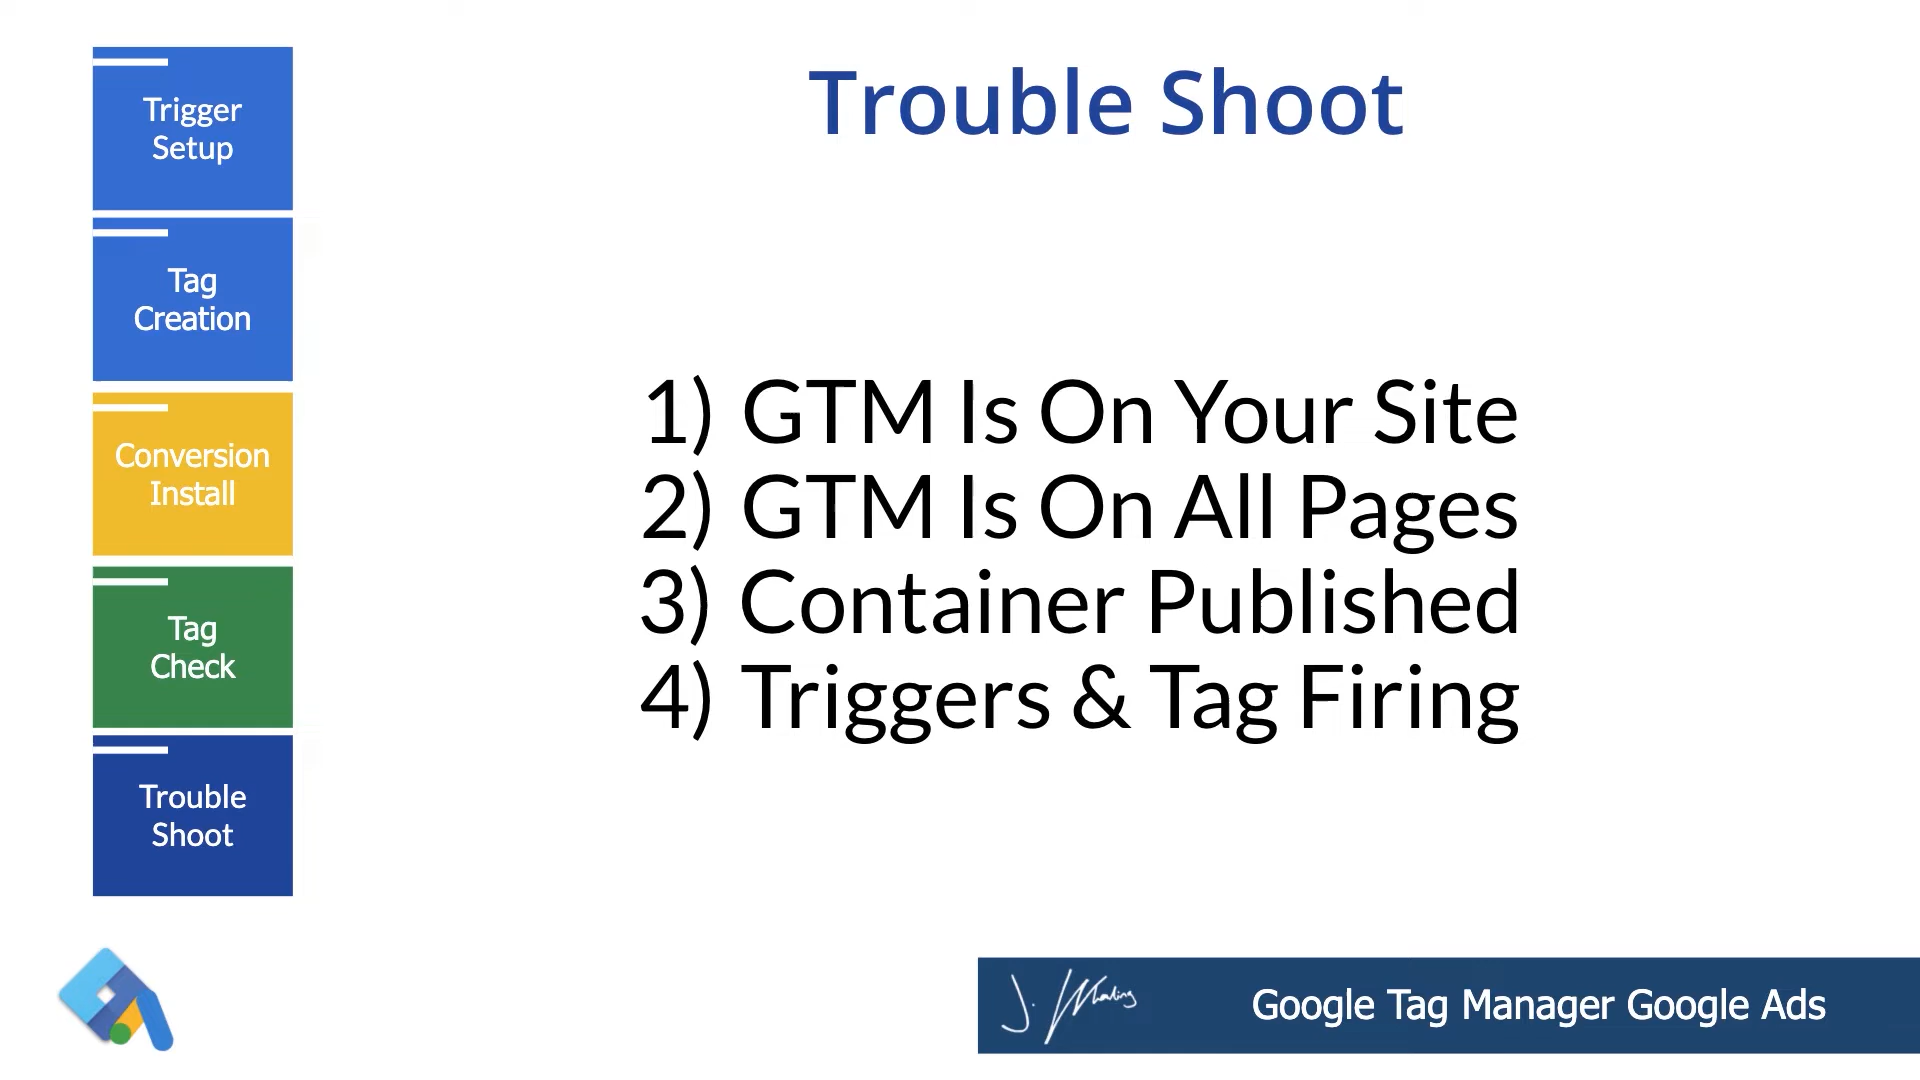 Trigger
Setup
Tag
Creation
Conversion
Install
Tag
Check
Trouble
Shoot
Trouble Shoot
1) GTM Is On Your Site
2) GTM Is On All Pages
3) Container Published
4) Triggers & Tag Firing
Google Tag Manager Google Ads